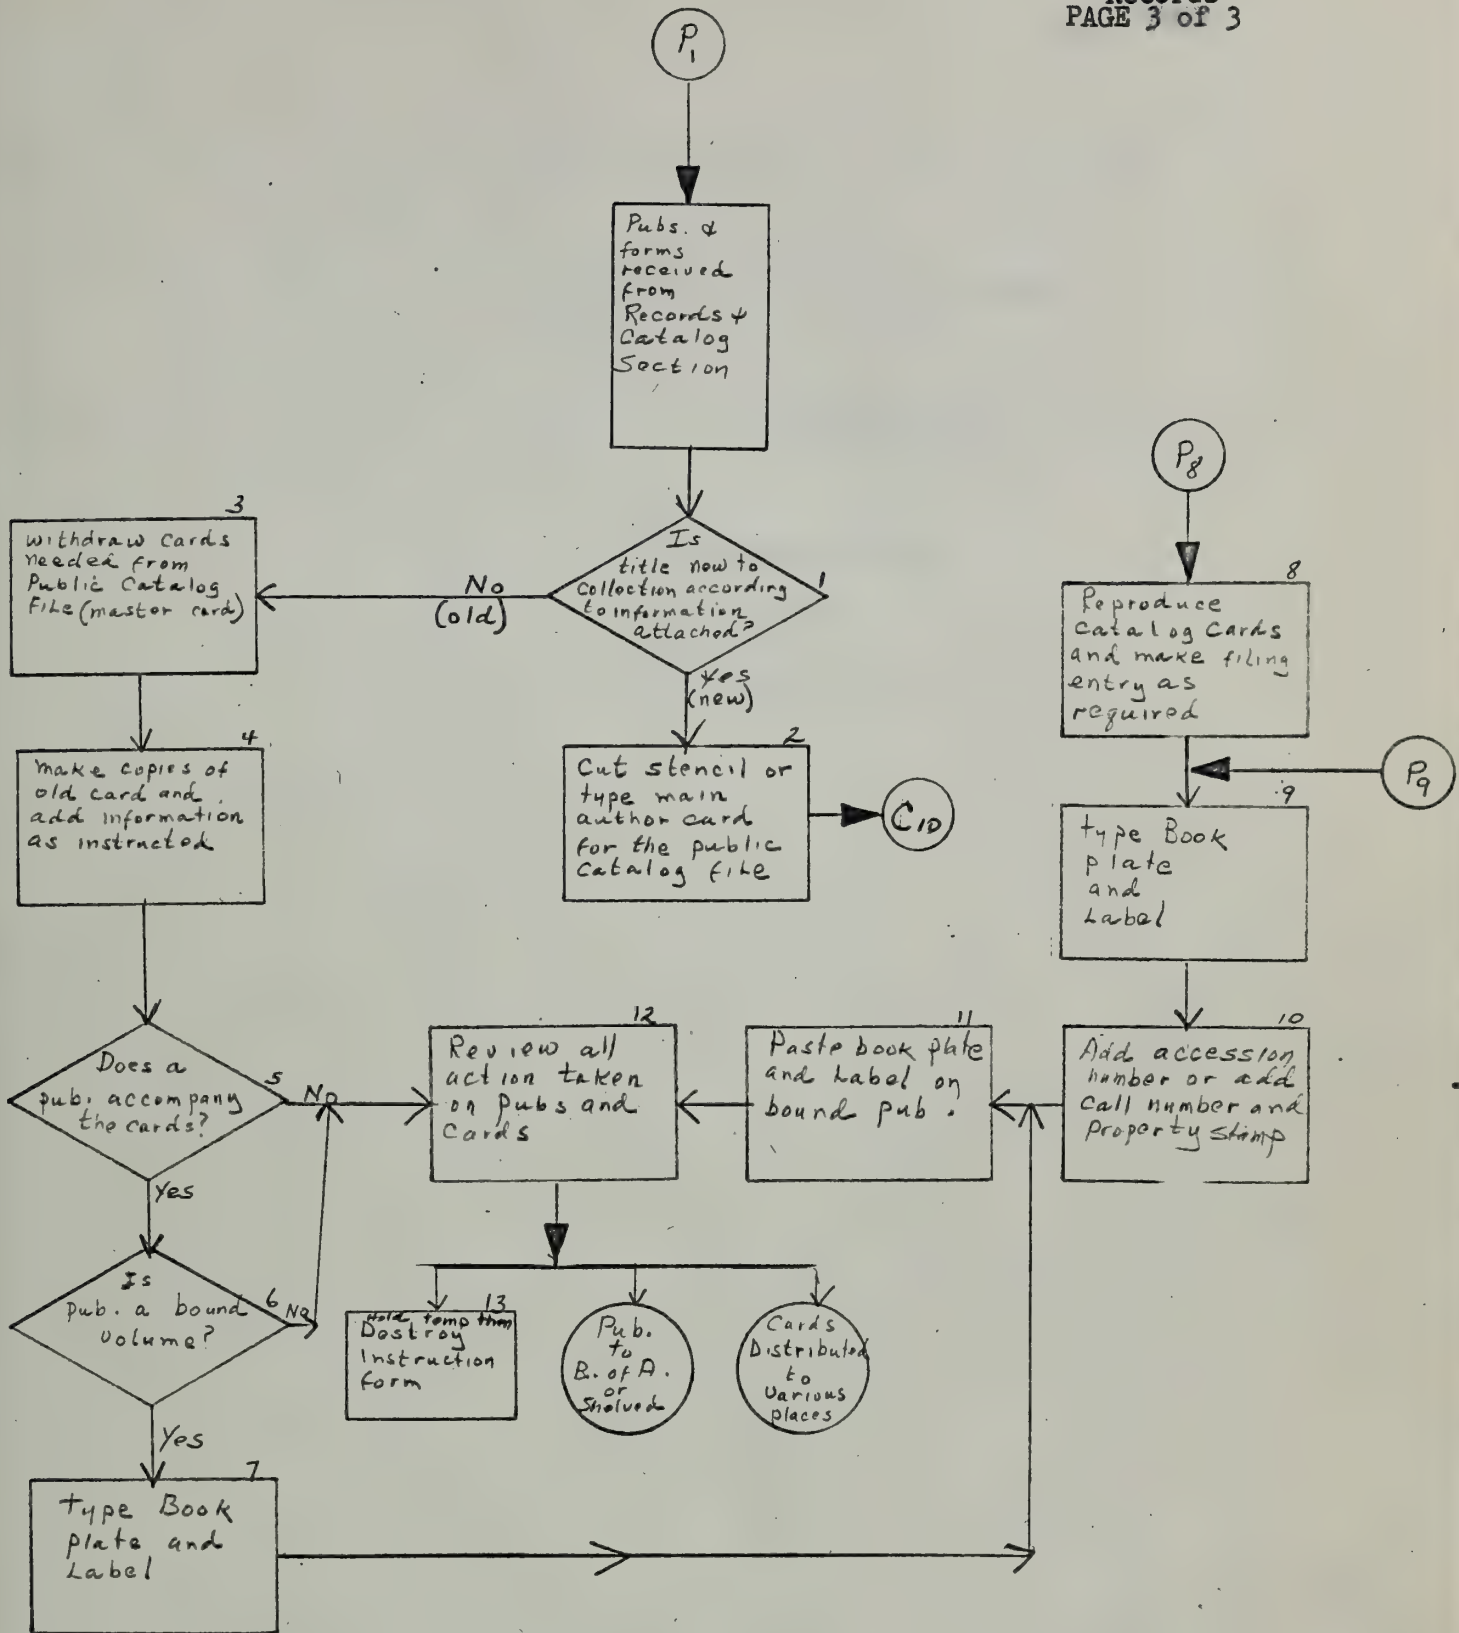 Records
PAGE 3 of 3
P1
Pubs. &
forms
received
from
Records &
Catalog
Section
P8
3
Withdraw Cards
needed from
Public Catalog
File (master card)
No
(old)
Is
title new to
collection according
to information
attached?
1
Yes
(new)
8
Reproduce
Catalog Cards
and make filing
entry as
required
4
Make copies of
old card and
add information
as instructed
2
Cut stencil or
type main
author card
for the public
Catalog file
C10
P9
9
type Book
plate
and
Label
Does a
pub. accompany
the cards?
5
No
12
Review all
action taken
on Pubs and
Cards
11
Paste book plate
and Label on
bound pub.
10
Add accession
number or add
Call number and
Property Stamp
Yes
Is
pub. a bound
volume?
6
No
13
Hold temp then
Destroy
Instruction
form
Pub.
to
B. of A.
or
Shelved
Cards
Distributed
to
Various
places
Yes
7
type Book
plate and
Label